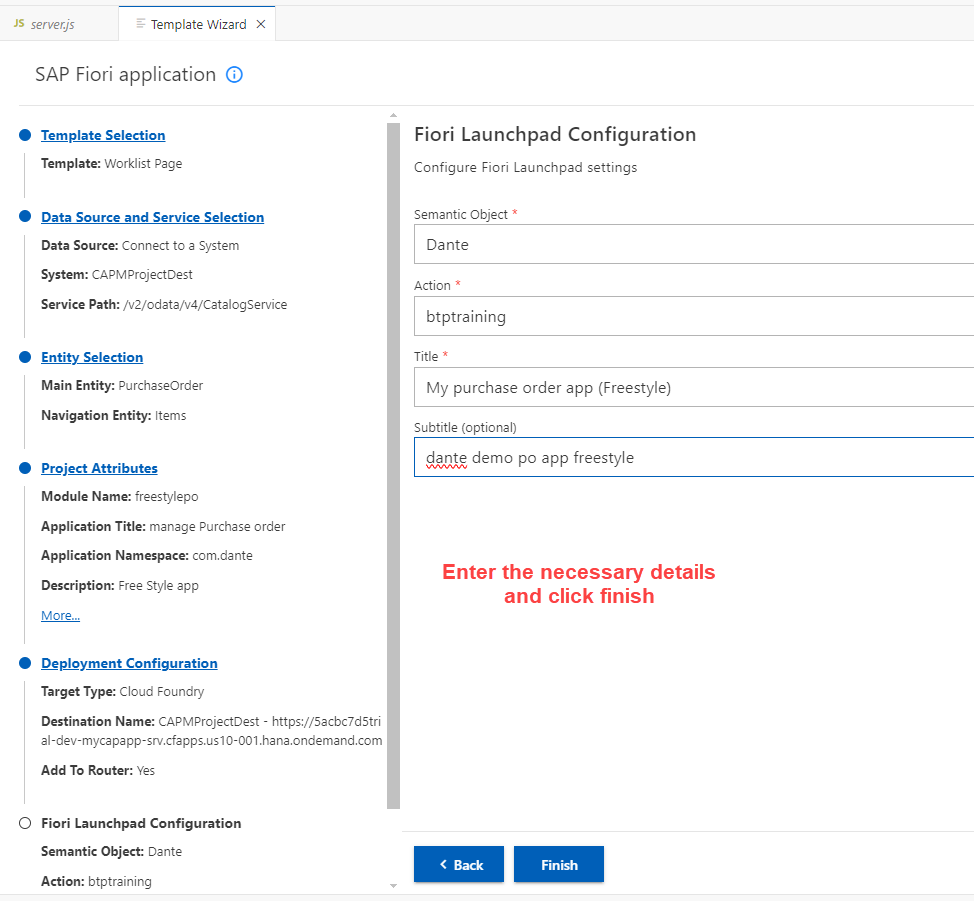 JS server.js
Template Wizard
SAP Fiori application
Template Selection
Template: Worklist Page
Data Source and Service Selection
Data Source: Connect to a System
System: CAPMProjectDest
Service Path: /v2/odata/v4/CatalogService
Entity Selection
Main Entity: PurchaseOrder
Navigation Entity: Items
Project Attributes
Module Name: freestylepo
Application Title: manage Purchase order
Application Namespace: com.dante
Description: Free Style app
More...
Deployment Configuration
Target Type: Cloud Foundry
Destination Name: CAPMProjectDest - https://5acbc7d5tri
al-dev-mycapapp-srv.cfapps.us10-001.hana.ondemand.com
Add To Router: Yes
Fiori Launchpad Configuration
Semantic Object: Dante
Action: btptraining
Fiori Launchpad Configuration
Configure Fiori Launchpad settings
Semantic Object *
Dante
Action *
btptraining
Title *
My purchase order app (Freestyle)
Subtitle (optional)
dante demo po app freestyle
Enter the necessary details
and click finish
Back
Finish